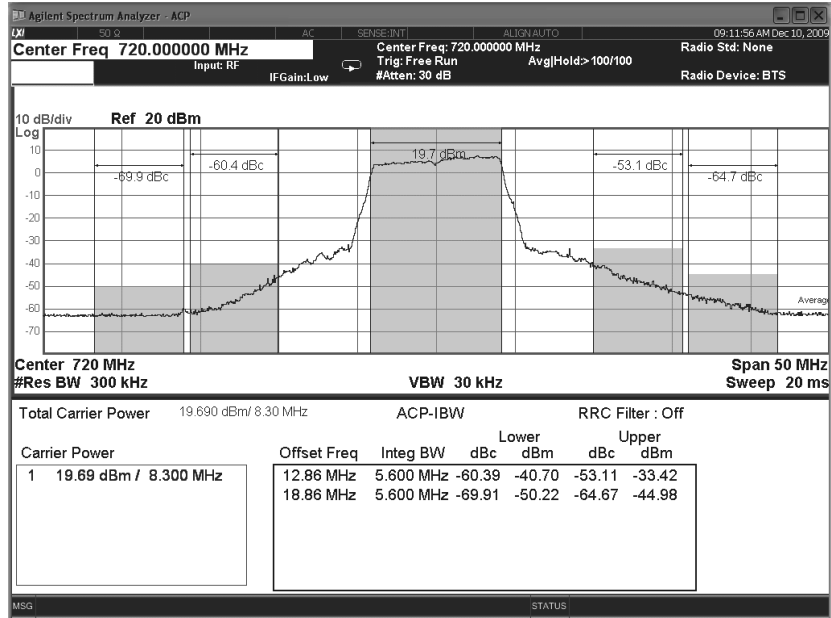 Agilent Spectrum Analyzer - ACP
LXI 50 Ω AC SENSE:INT ALIGN AUTO 09:11:56 AM Dec 10, 2009
Center Freq 720.000000 MHz
Input: RF
IFGain:Low
Center Freq: 720.000000 MHz
Trig: Free Run Avg|Hold:>100/100
#Atten: 30 dB
Radio Std: None
Radio Device: BTS
10 dB/div Ref 20 dBm
Log
10
0
-10
-20
-30
-40
-50
-60
-70
-69.9 dBc
-60.4 dBc
19.7 dBm
-53.1 dBc
-64.7 dBc
Average
Center 720 MHz Span 50 MHz
#Res BW 300 kHz VBW 30 kHz Sweep 20 ms
Total Carrier Power 19.690 dBm/ 8.30 MHz ACP-IBW RRC Filter : Off
Lower Upper
Carrier Power Offset Freq Integ BW dBc dBm dBc dBm
1 19.69 dBm / 8.300 MHz 12.86 MHz 5.600 MHz -60.39 -40.70 -53.11 -33.42
18.86 MHz 5.600 MHz -69.91 -50.22 -64.67 -44.98
MSG STATUS